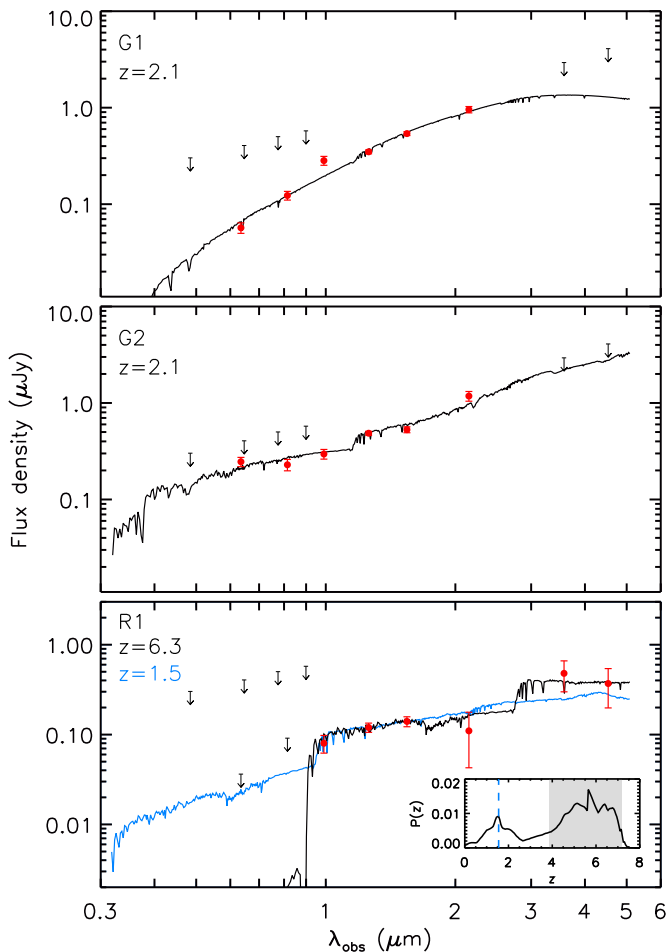 10.0
G1
z=2.1
1.0
0.1
10.0
G2
z=2.1
1.0
0.1
Flux density (μJy)
R1
z=6.3
z=1.5
1.00
0.10
0.01
0.02
0.01
0.00
P(z)
0 2 4 6 8
z
0.3 1 2 3 4 5 6
λobs (μm)